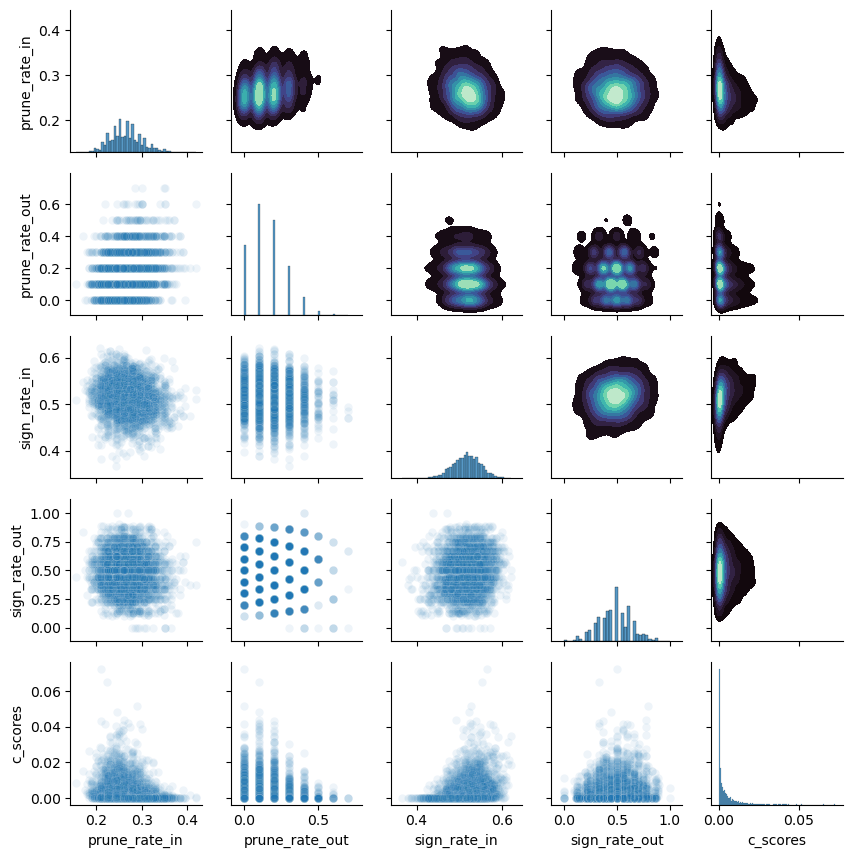 prune_rate_in
0.4
0.3
0.2
prune_rate_out
0.6
0.4
0.2
0.0
sign_rate_in
0.6
0.5
0.4
sign_rate_out
1.00
0.75
0.50
0.25
0.00
c_scores
0.06
0.04
0.02
0.00
0.2 0.3 0.4 0.0 0.5 0.4 0.6 0.0 0.5 1.0 0.00 0.05
prune_rate_in prune_rate_out sign_rate_in sign_rate_out c_scores